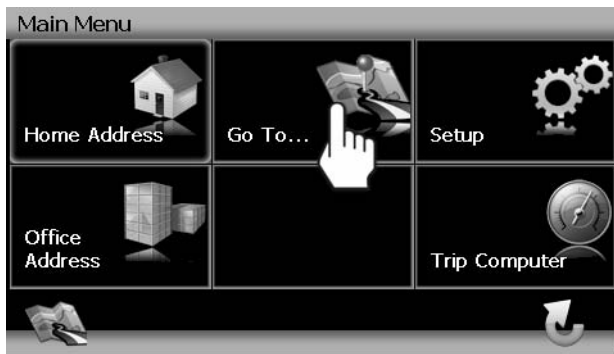 Main Menu
Home Address
Go To...
Setup
Office
Address
Trip Computer